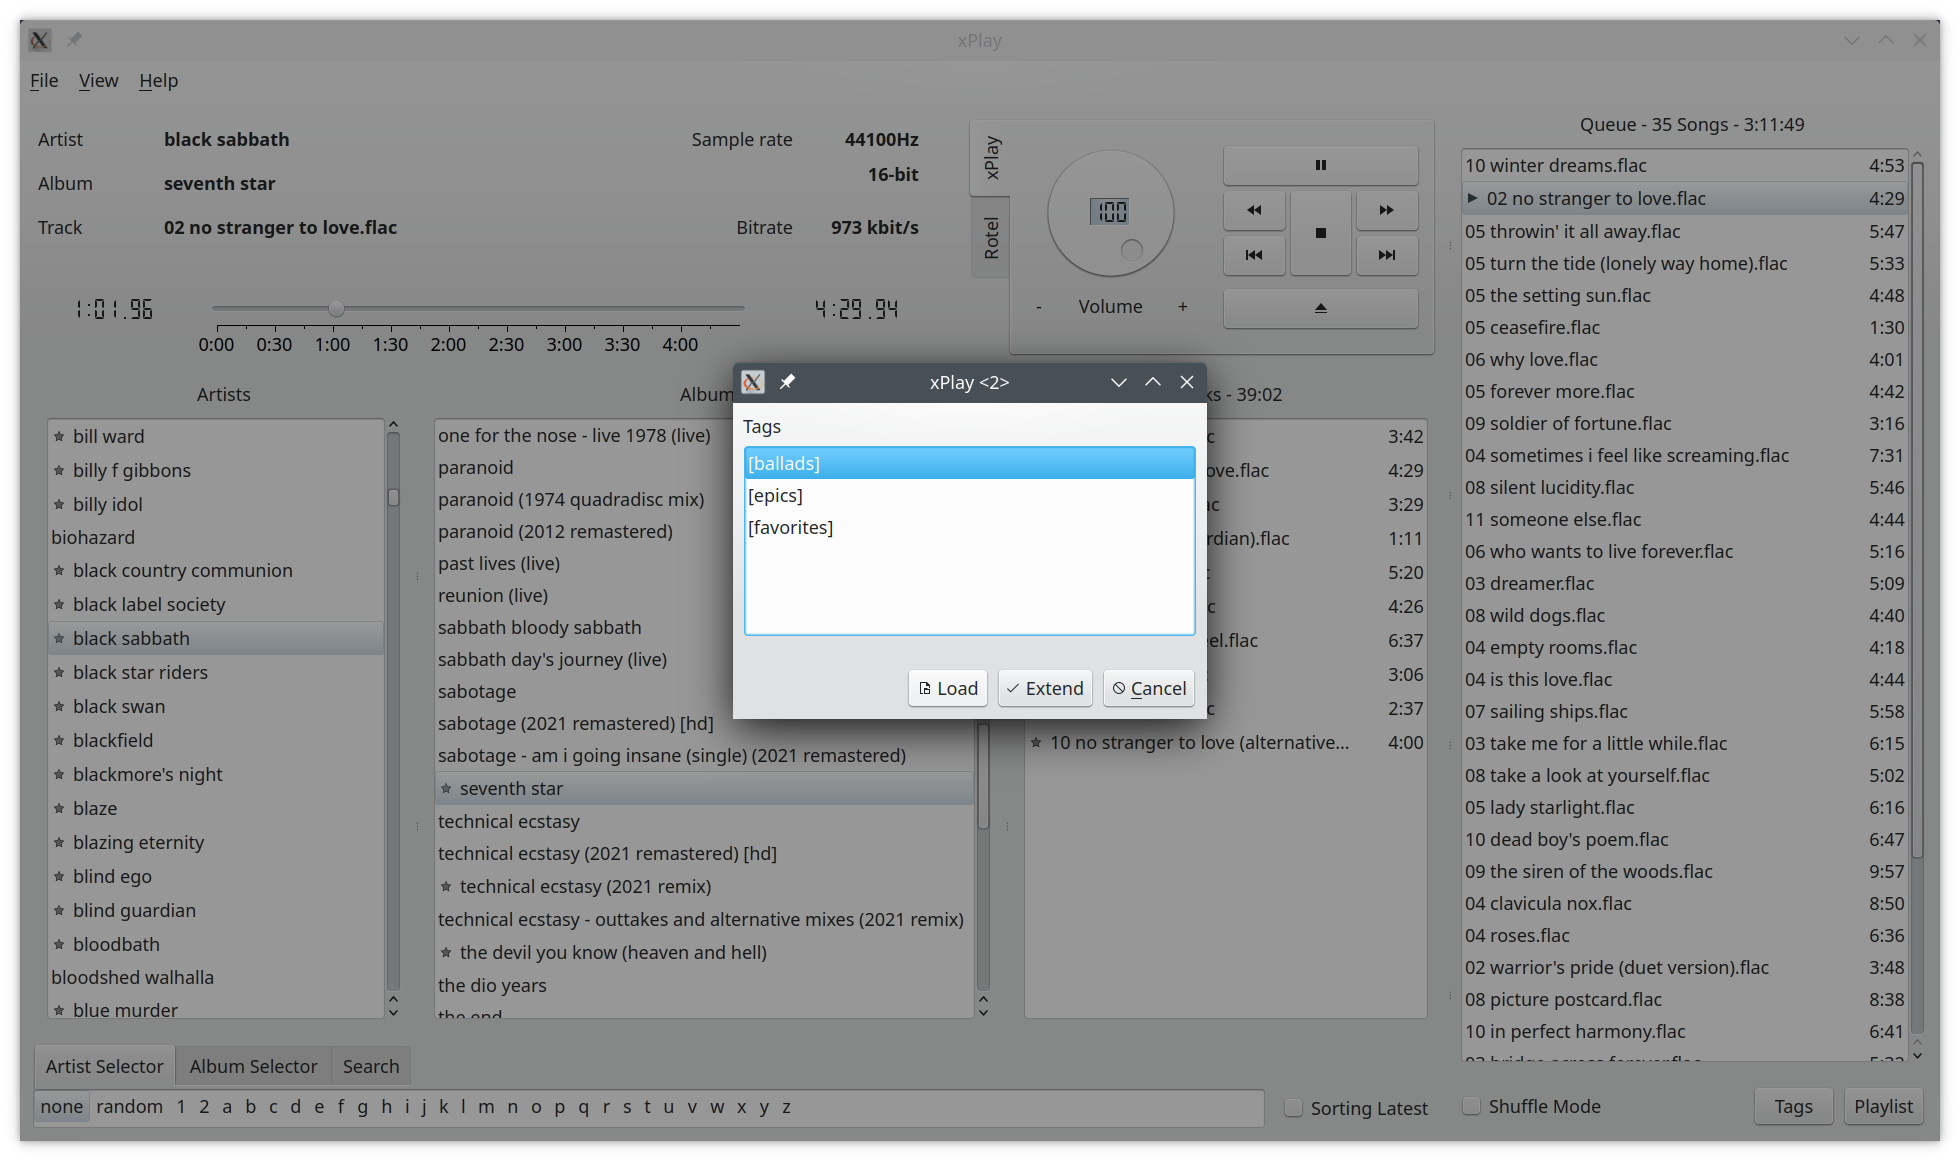 xPlay
File View Help
Artist black sabbath
Album seventh star
Track 02 no stranger to love.flac
Sample rate 44100Hz
16-bit
Bitrate 973 kbit/s
1:01.96
4:29.94
0:00 0:30 1:00 1:30 2:00 2:30 3:00 3:30 4:00
xPlay
Rotel
100
- Volume +
Queue - 35 Songs - 3:11:49
10 winter dreams.flac 4:53
02 no stranger to love.flac 4:29
05 throwin' it all away.flac 5:47
05 turn the tide (lonely way home).flac 5:33
05 the setting sun.flac 4:48
05 ceasefire.flac 1:30
06 why love.flac 4:01
05 forever more.flac 4:42
09 soldier of fortune.flac 3:16
04 sometimes i feel like screaming.flac 7:31
08 silent lucidity.flac 5:46
11 someone else.flac 4:44
06 who wants to live forever.flac 5:16
03 dreamer.flac 5:09
08 wild dogs.flac 4:40
04 empty rooms.flac 4:18
04 is this love.flac 4:44
07 sailing ships.flac 5:58
03 take me for a little while.flac 6:15
08 take a look at yourself.flac 5:02
05 lady starlight.flac 6:16
10 dead boy's poem.flac 6:47
09 the siren of the woods.flac 9:57
04 clavicula nox.flac 8:50
04 roses.flac 6:36
02 warrior's pride (duet version).flac 3:48
08 picture postcard.flac 8:38
10 in perfect harmony.flac 6:41
Artists
bill ward
billy f gibbons
billy idol
biohazard
black country communion
black label society
black sabbath
black star riders
black swan
blackfield
blackmore's night
blaze
blazing eternity
blind ego
blind guardian
bloodbath
bloodshed walhalla
blue murder
Album
one for the nose - live 1978 (live)
paranoid
paranoid (1974 quadradisc mix)
paranoid (2012 remastered)
past lives (live)
reunion (live)
sabbath bloody sabbath
sabbath day's journey (live)
sabotage
sabotage (2021 remastered) [hd]
sabotage - am i going insane (single) (2021 remastered)
seventh star
technical ecstasy
technical ecstasy (2021 remastered) [hd]
technical ecstasy (2021 remix)
technical ecstasy - outtakes and alternative mixes (2021 remix)
the devil you know (heaven and hell)
the dio years
the end
ks - 39:02
c 3:42
ove.flac 4:29
ac 3:29
rdian).flac 1:11
c 5:20
c 4:26
eel.flac 6:37
3:06
c 2:37
10 no stranger to love (alternative... 4:00
xPlay <2>
Tags
[ballads]
[epics]
[favorites]
Load Extend Cancel
Artist Selector Album Selector Search
none random 1 2 a b c d e f g h i j k l m n o p q r s t u v w x y z
Sorting Latest
Shuffle Mode
Tags Playlist